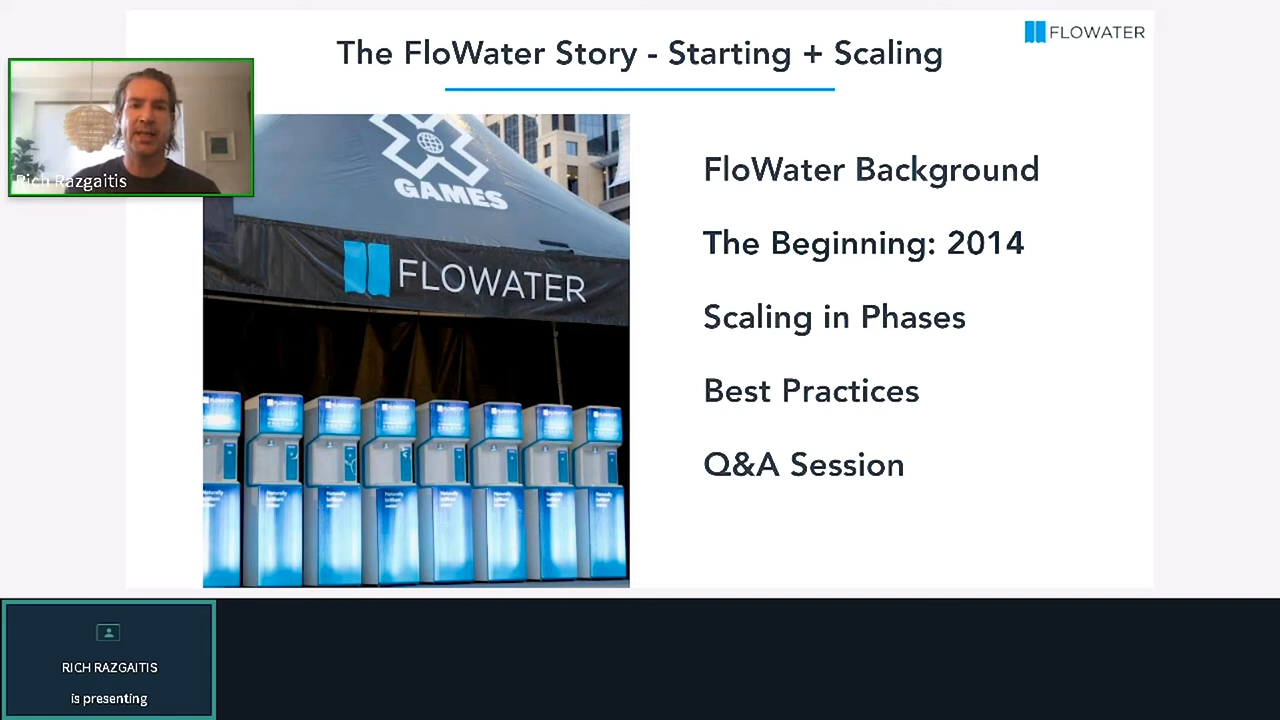 The FloWater Story - Starting + Scaling
FLOWATER
Rich Razgaitis
X
GAMES
FLOWATER
FloWater Background
The Beginning: 2014
Scaling in Phases
Best Practices
Q&A Session
RICH RAZGAITIS
is presenting